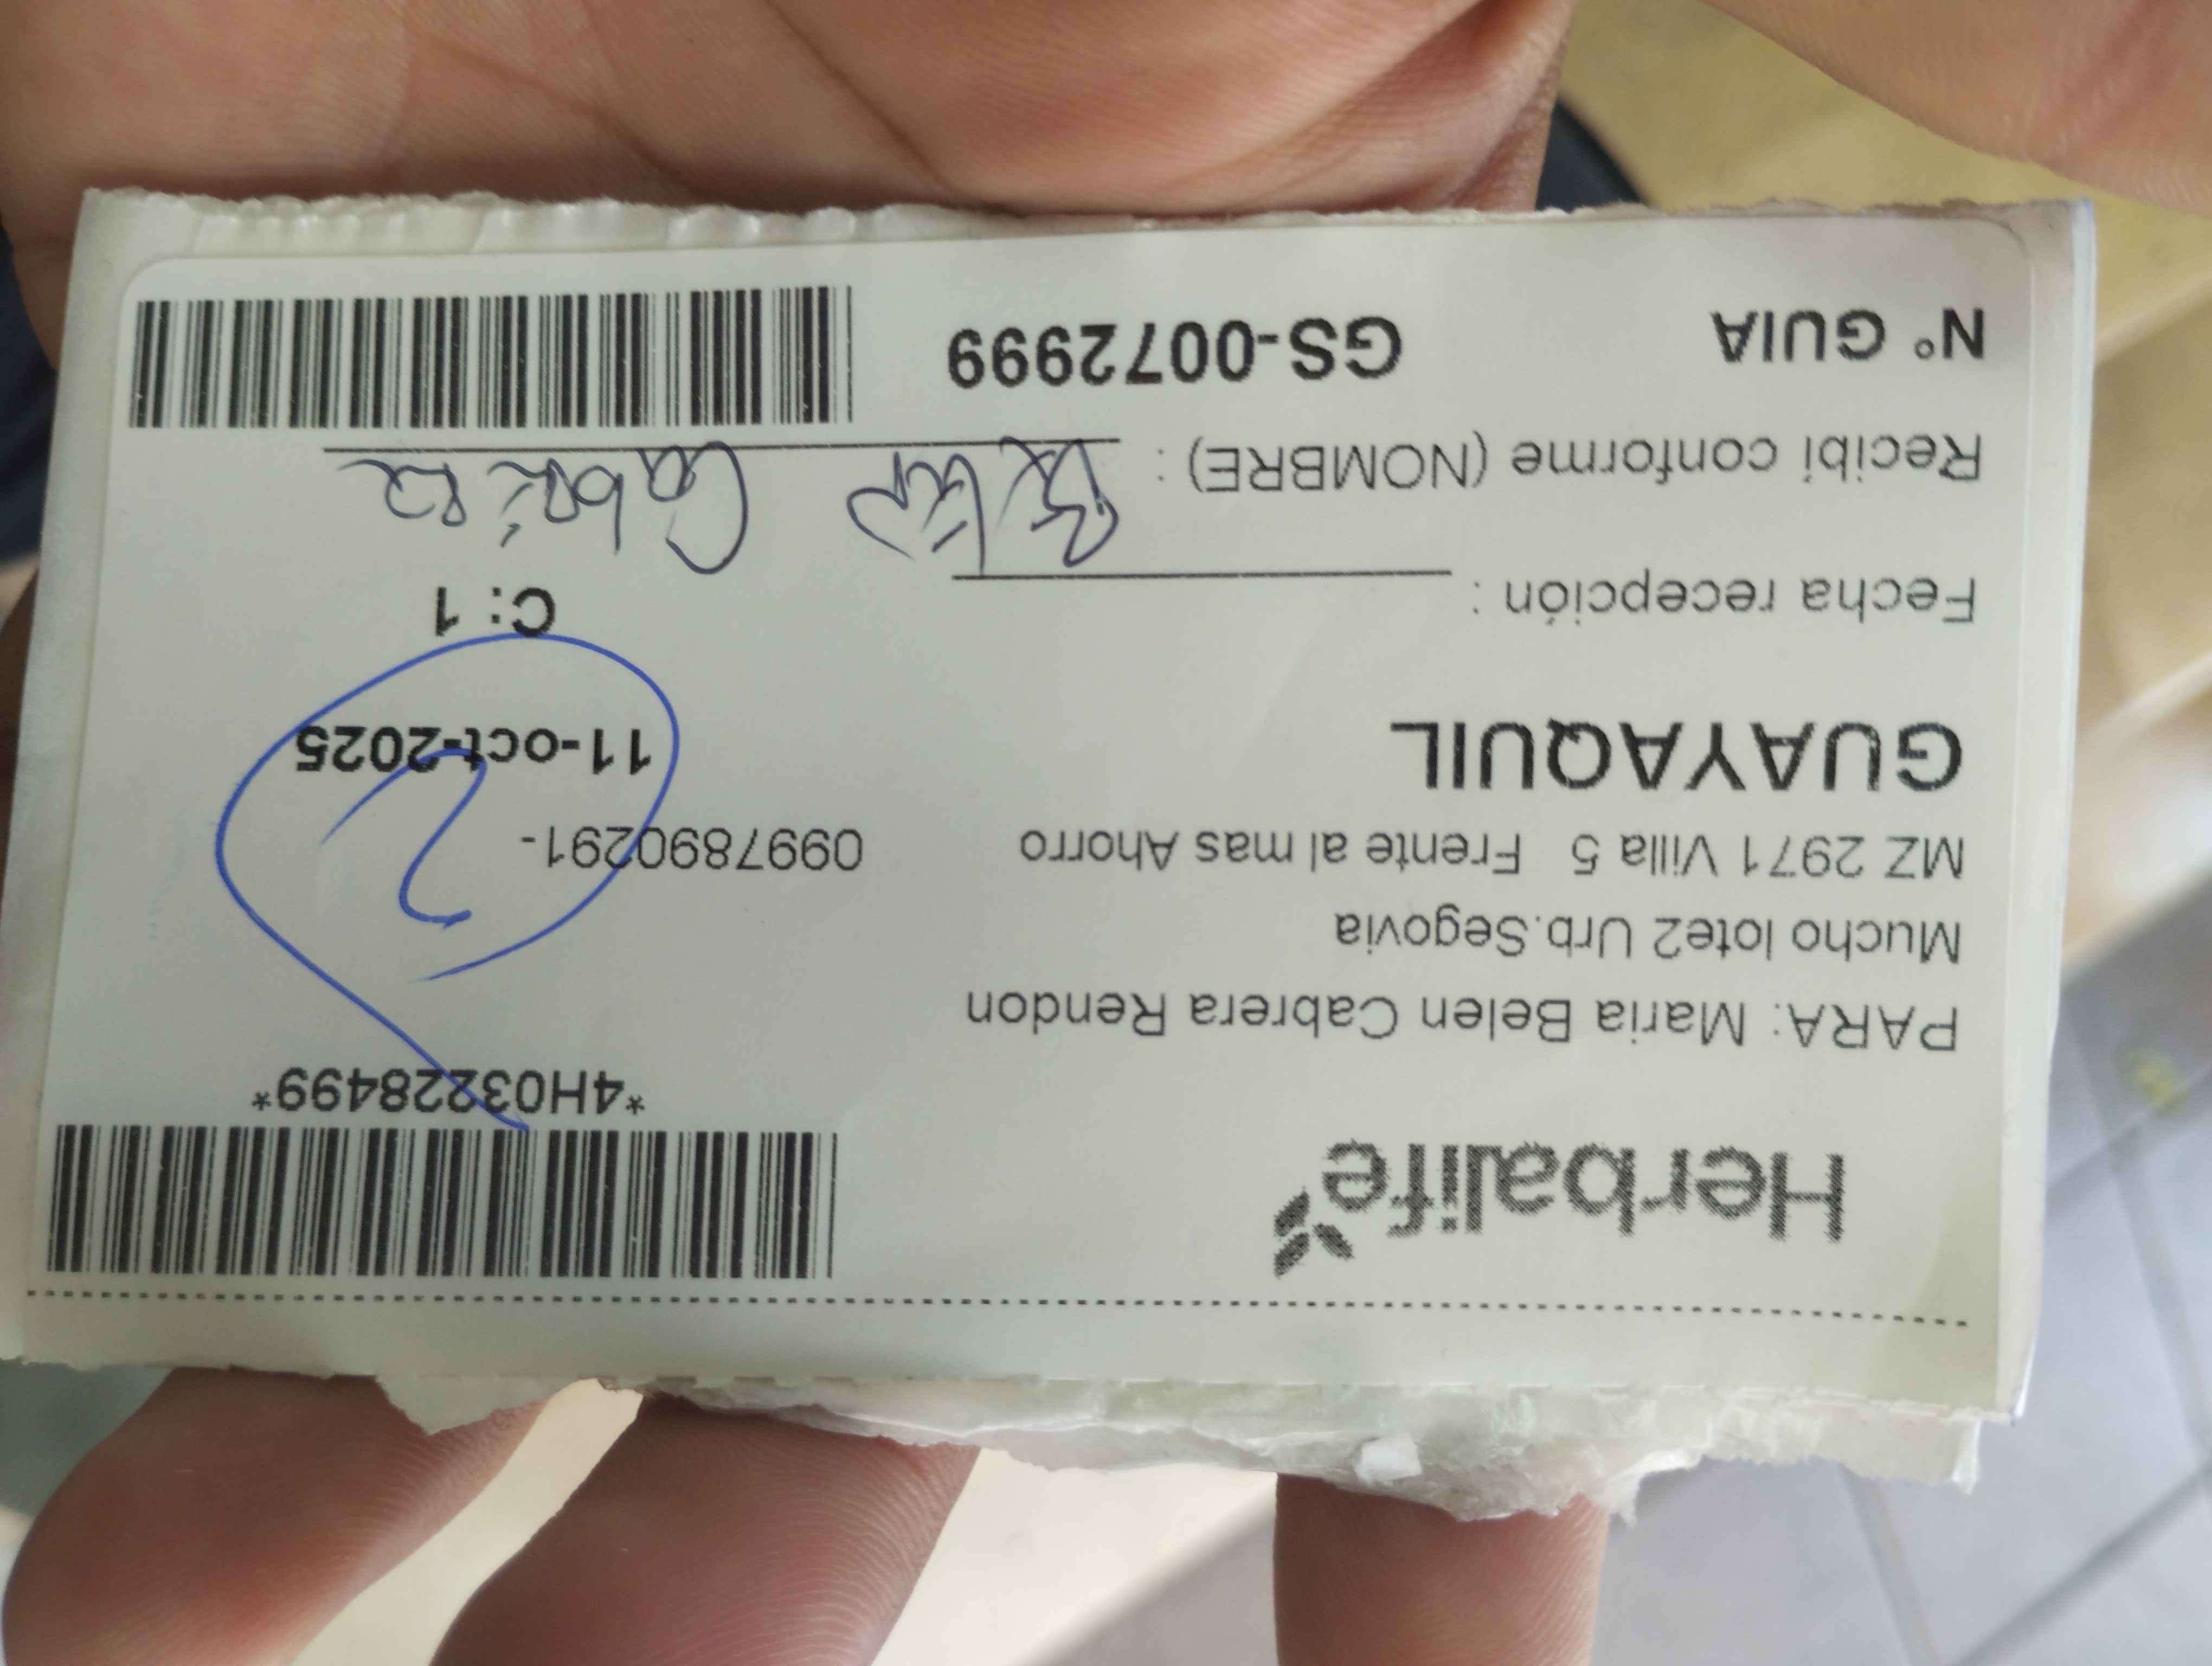 Herbalife
*4H03228499*
PARA: Maria Belen Cabrera Rendon
Mucho lote2 Urb.Segovia
MZ 2971 Villa 5 Frente al mas Ahorro
0997890291-
GUAYAQUIL
11-oct-2025
2
C: 1
Fecha recepción :
Recibi conforme (NOMBRE) :
N° GUIA GS-0072999